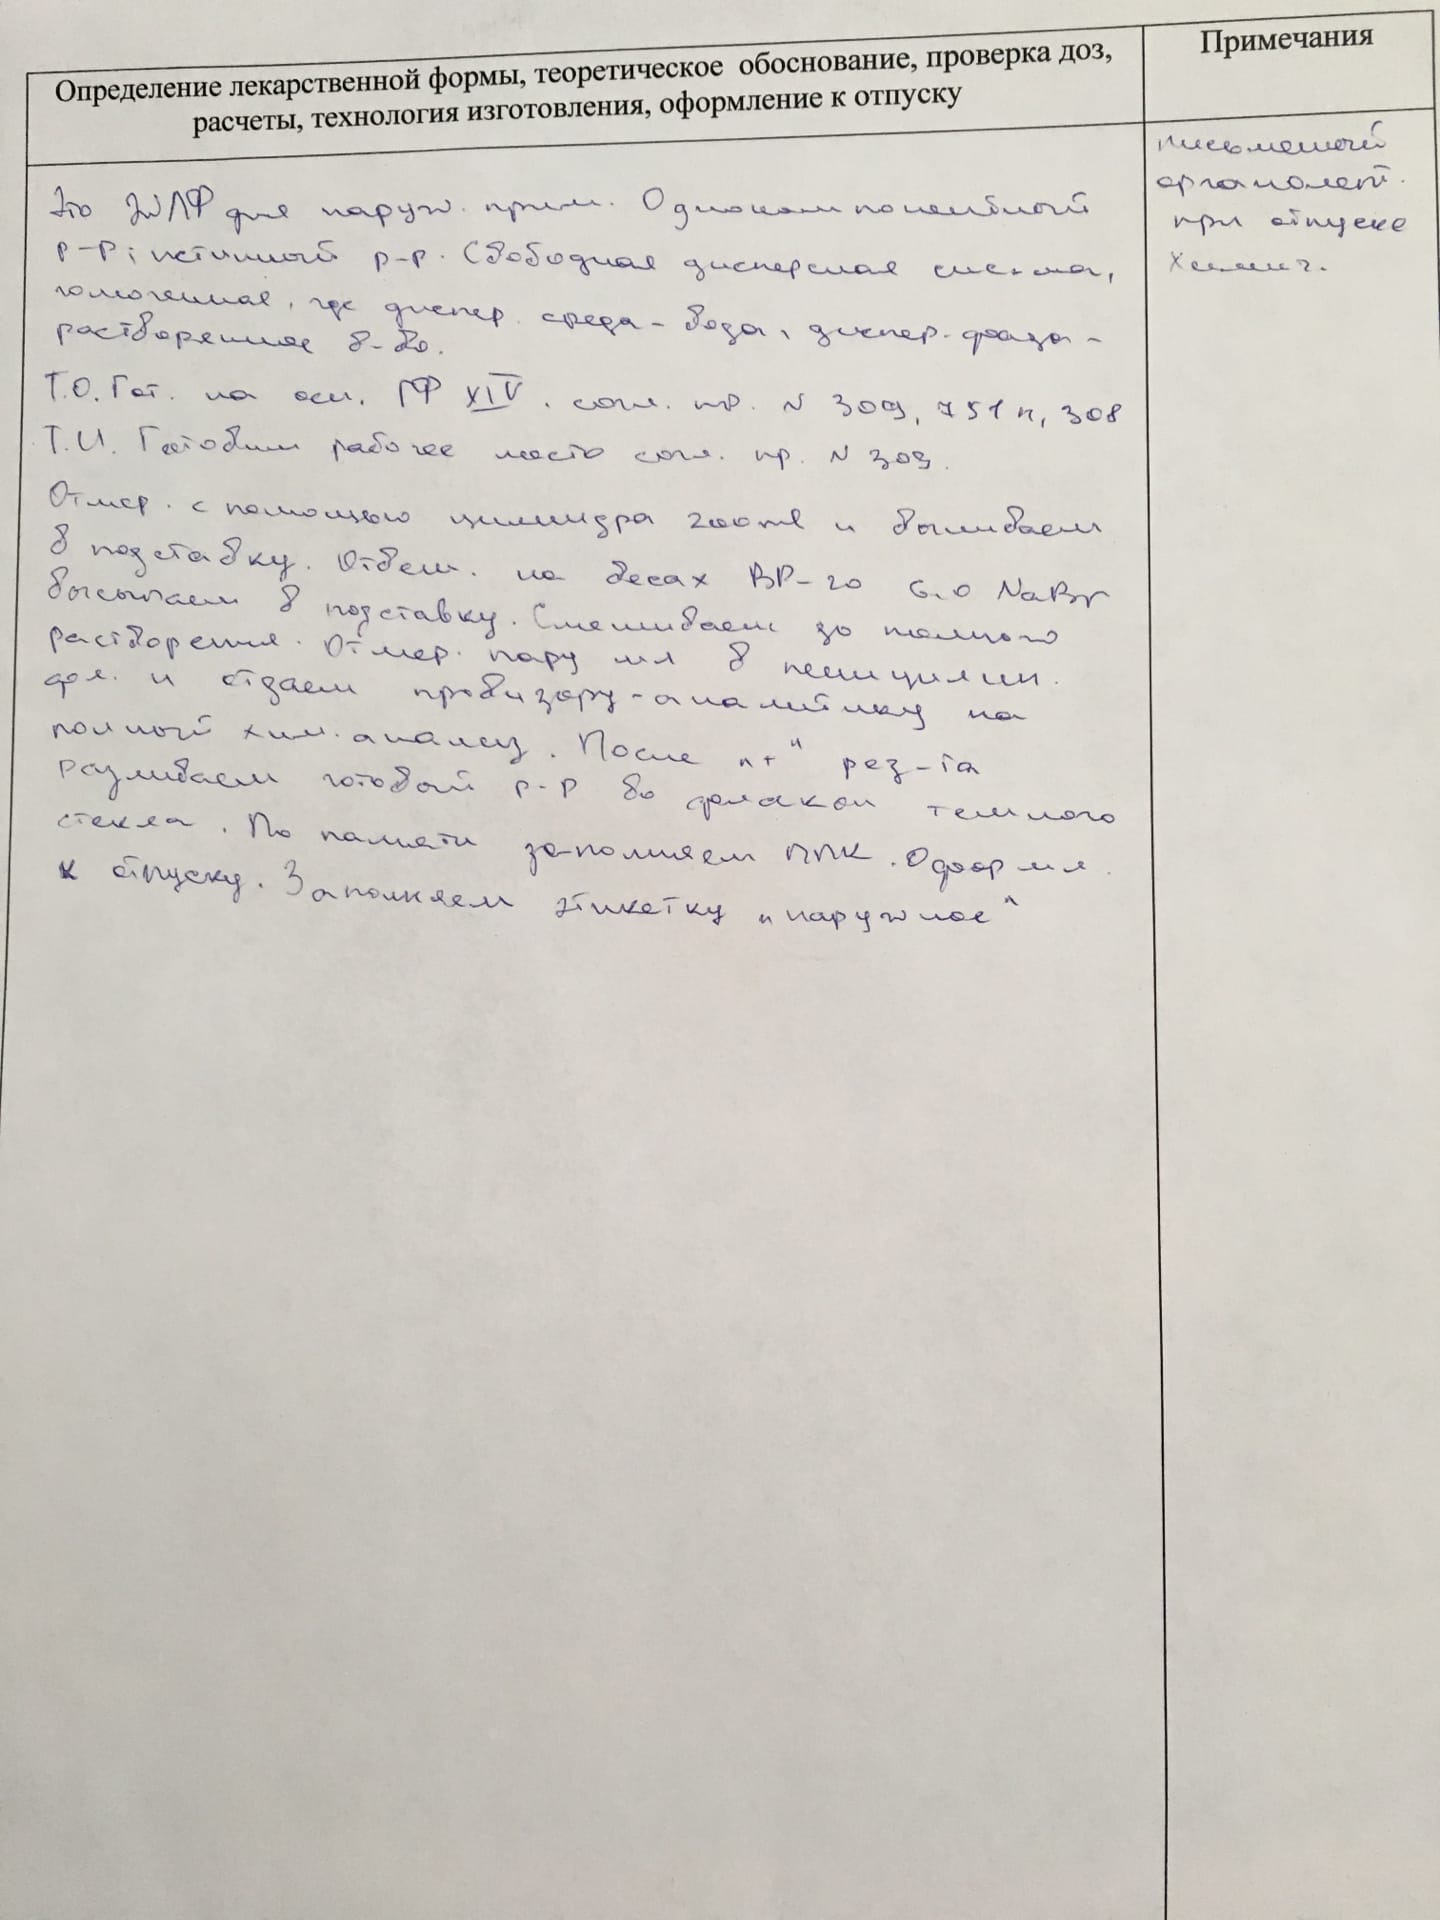 Определение лекарственной формы, теоретическое обоснование, проверка доз,
расчеты, технология изготовления, оформление к отпуску
Примечания
Это ЖЛФ для наруж. прим. Однокомпонентный
р-р; истинный р-р. Свободная дисперсная система,
гомогенная, где диспер. среда - вода, диспер. фаза -
растворенное в-во.
Т.О. Гот. на осн. ГФ XIV. согл. пр. N 309, 751н, 308
Т.И. Готовим рабочее место согл. пр. N 309.
Отмер. с помощью цилиндра 200 мл и выливаем
в подставку. Отвеш. на весах ВР-20 6.0 NaBr
высыпаем в подставку. Смешиваем до полного
растворения. Отмер. пару мл в пенициллин.
фл. и отдаем провизору-аналитику на
полный хим. анализ. После "+" рез-та
разливаем готовый р-р во флакон темного
стекла. По памяти заполняем ППК. Оформл.
к отпуску. Заполняем этикетку "наружное"
письменный
органолепт.
при отпуске
химич.